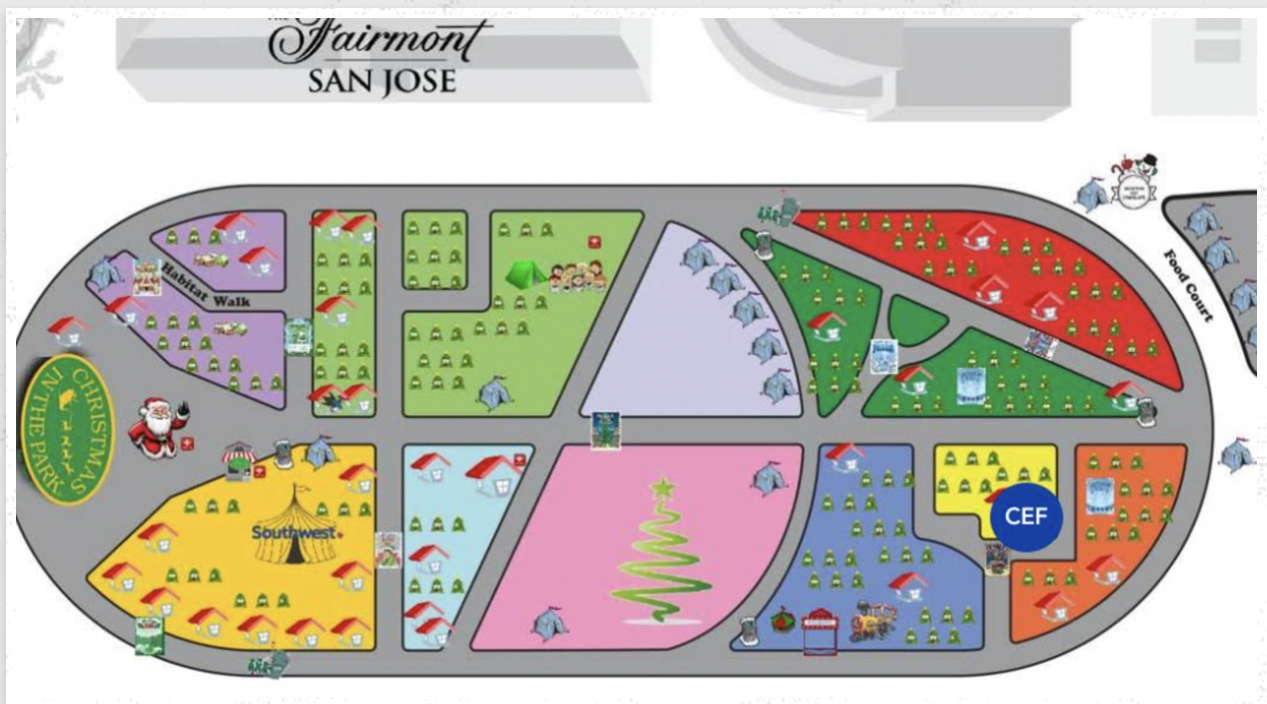 Fairmont
SAN JOSE
Habitat Walk
Food Court
CHRISTMAS
IN THE PARK
Southwest.
CEF